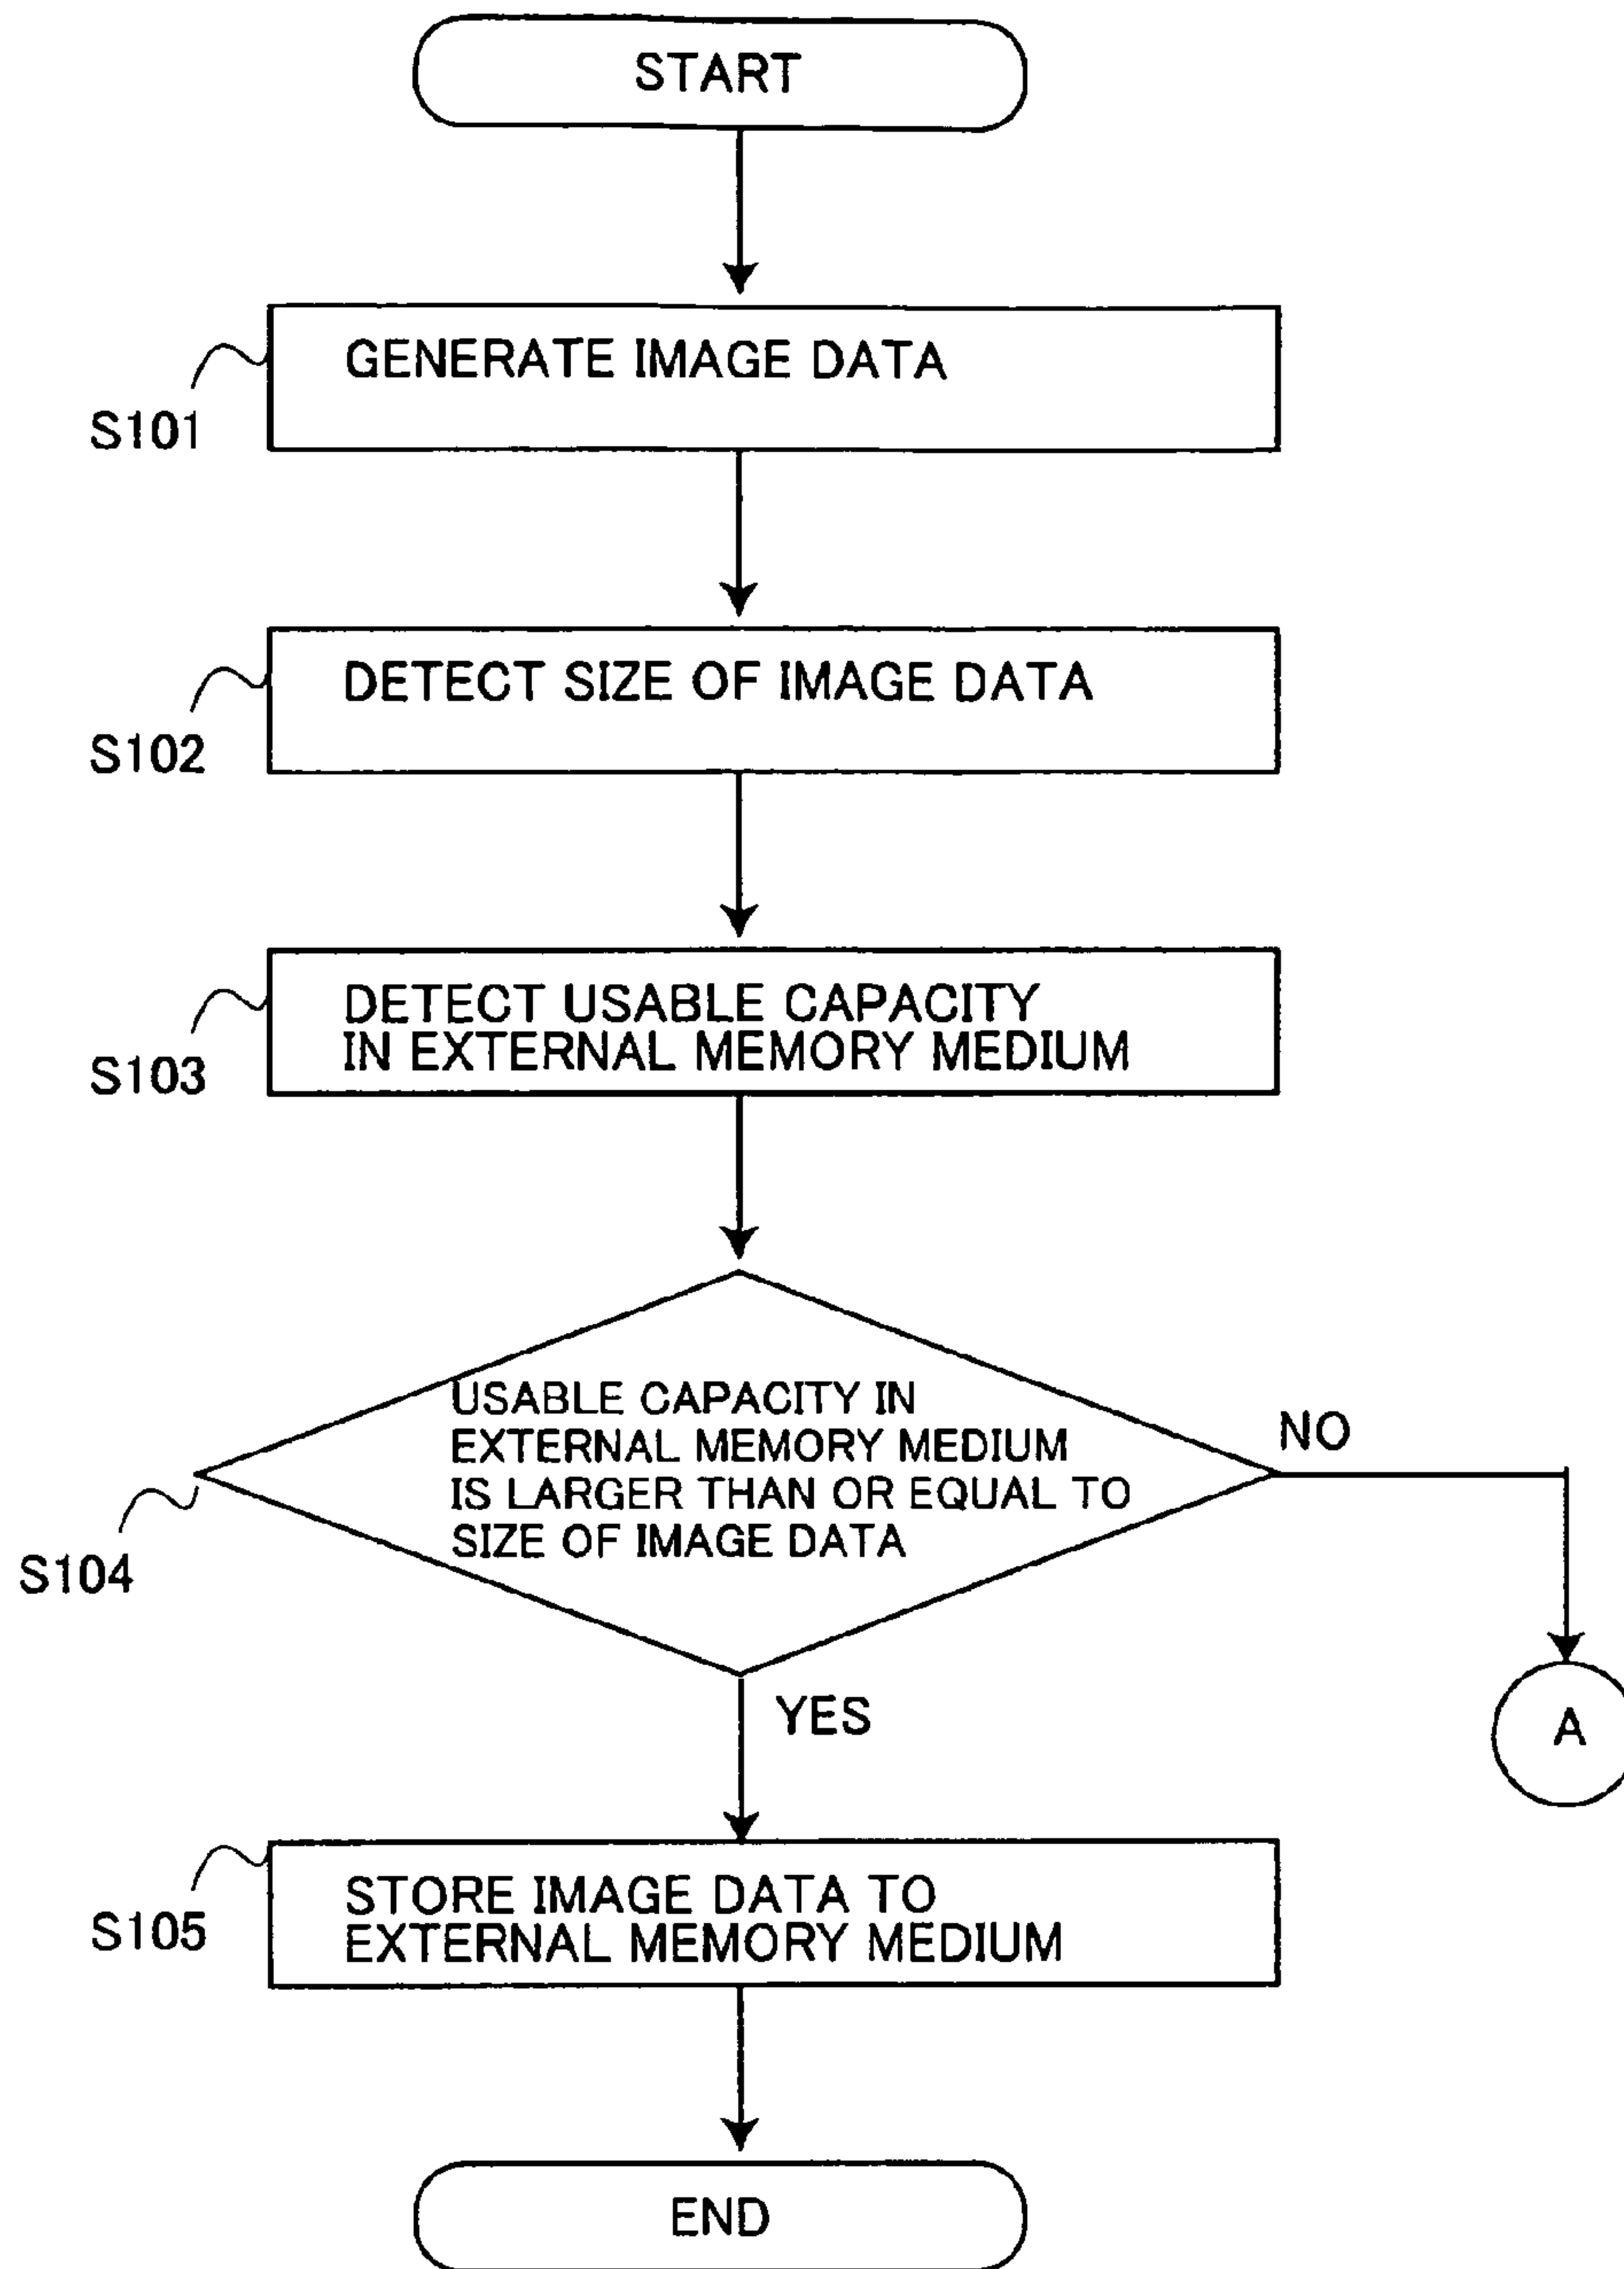 START
GENERATE IMAGE DATA
S101
DETECT SIZE OF IMAGE DATA
S102
DETECT USABLE CAPACITY
IN EXTERNAL MEMORY MEDIUM
S103
USABLE CAPACITY IN
EXTERNAL MEMORY MEDIUM
IS LARGER THAN OR EQUAL TO
SIZE OF IMAGE DATA
NO
S104
YES
A
STORE IMAGE DATA TO
EXTERNAL MEMORY MEDIUM
S105
END